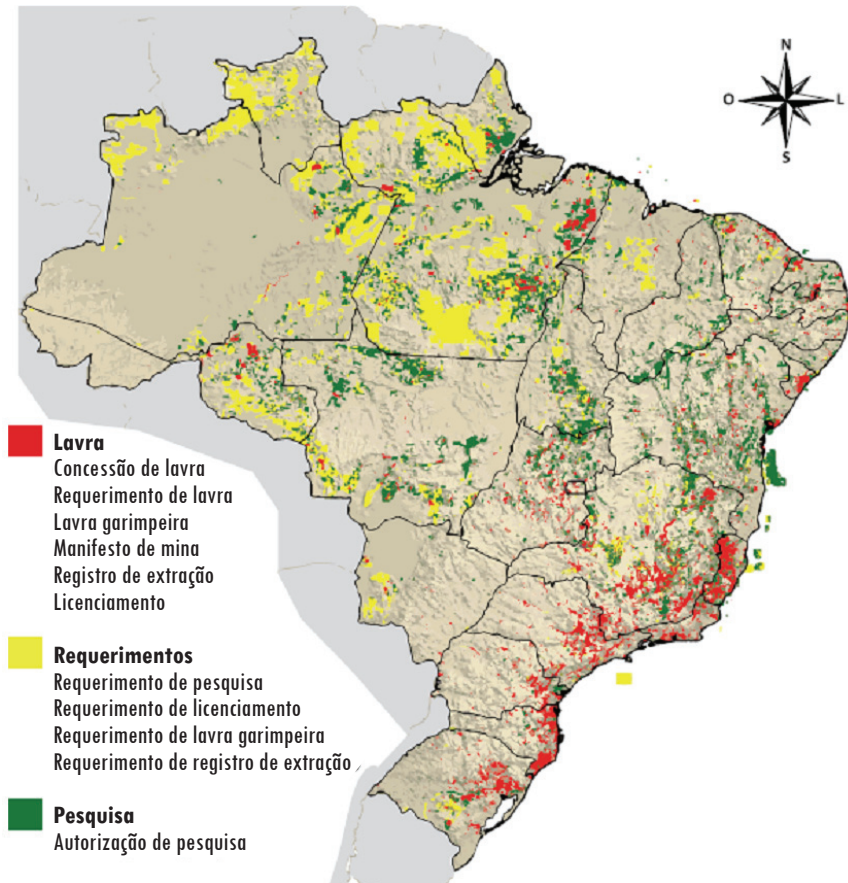 N
O
L
S
Lavra
Concessão de lavra
Requerimento de lavra
Lavra garimpeira
Manifesto de mina
Registro de extração
Licenciamento
Requerimentos
Requerimento de pesquisa
Requerimento de licenciamento
Requerimento de lavra garimpeira
Requerimento de registro de extração
Pesquisa
Autorização de pesquisa